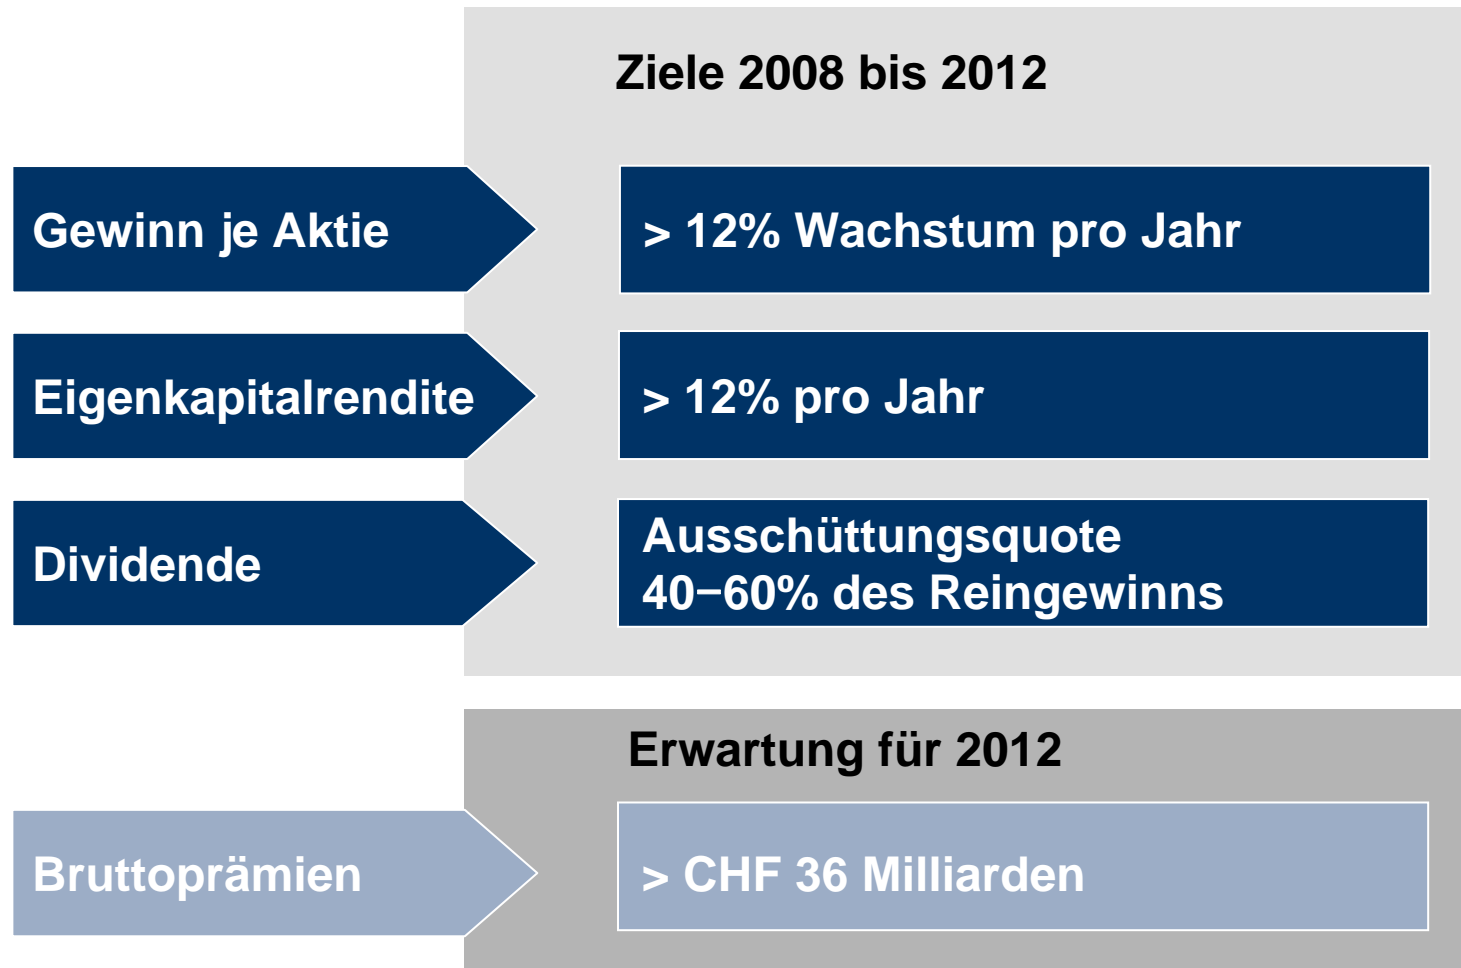 Ziele 2008 bis 2012
Gewinn je Aktie
> 12% Wachstum pro Jahr
Eigenkapitalrendite
> 12% pro Jahr
Dividende
Ausschüttungsquote
40–60% des Reingewinns
Erwartung für 2012
Bruttoprämien
> CHF 36 Milliarden